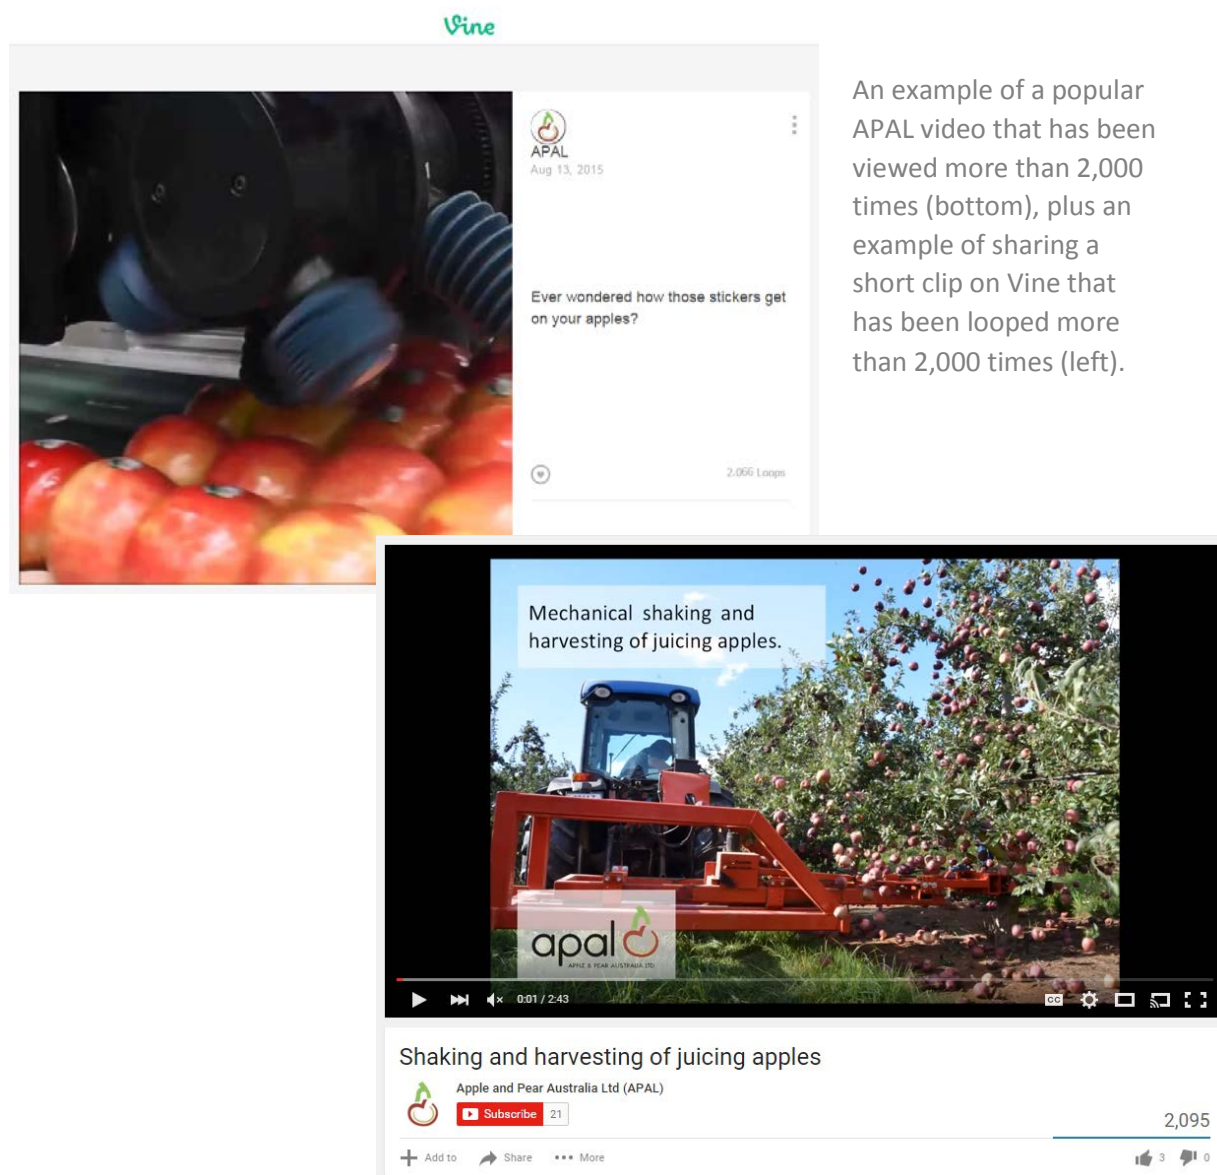 Vine
APAL
Aug 13, 2015
Ever wondered how those stickers get
on your apples?
2,066 Loops
An example of a popular
APAL video that has been
viewed more than 2,000
times (bottom), plus an
example of sharing a
short clip on Vine that
has been looped more
than 2,000 times (left).
Mechanical shaking and
harvesting of juicing apples.
apal
APPLE & PEAR AUSTRALIA LTD
0:01 / 2:43
CC
Shaking and harvesting of juicing apples
Apple and Pear Australia Ltd (APAL)
Subscribe 21
2,095
Add to Share More
3 0